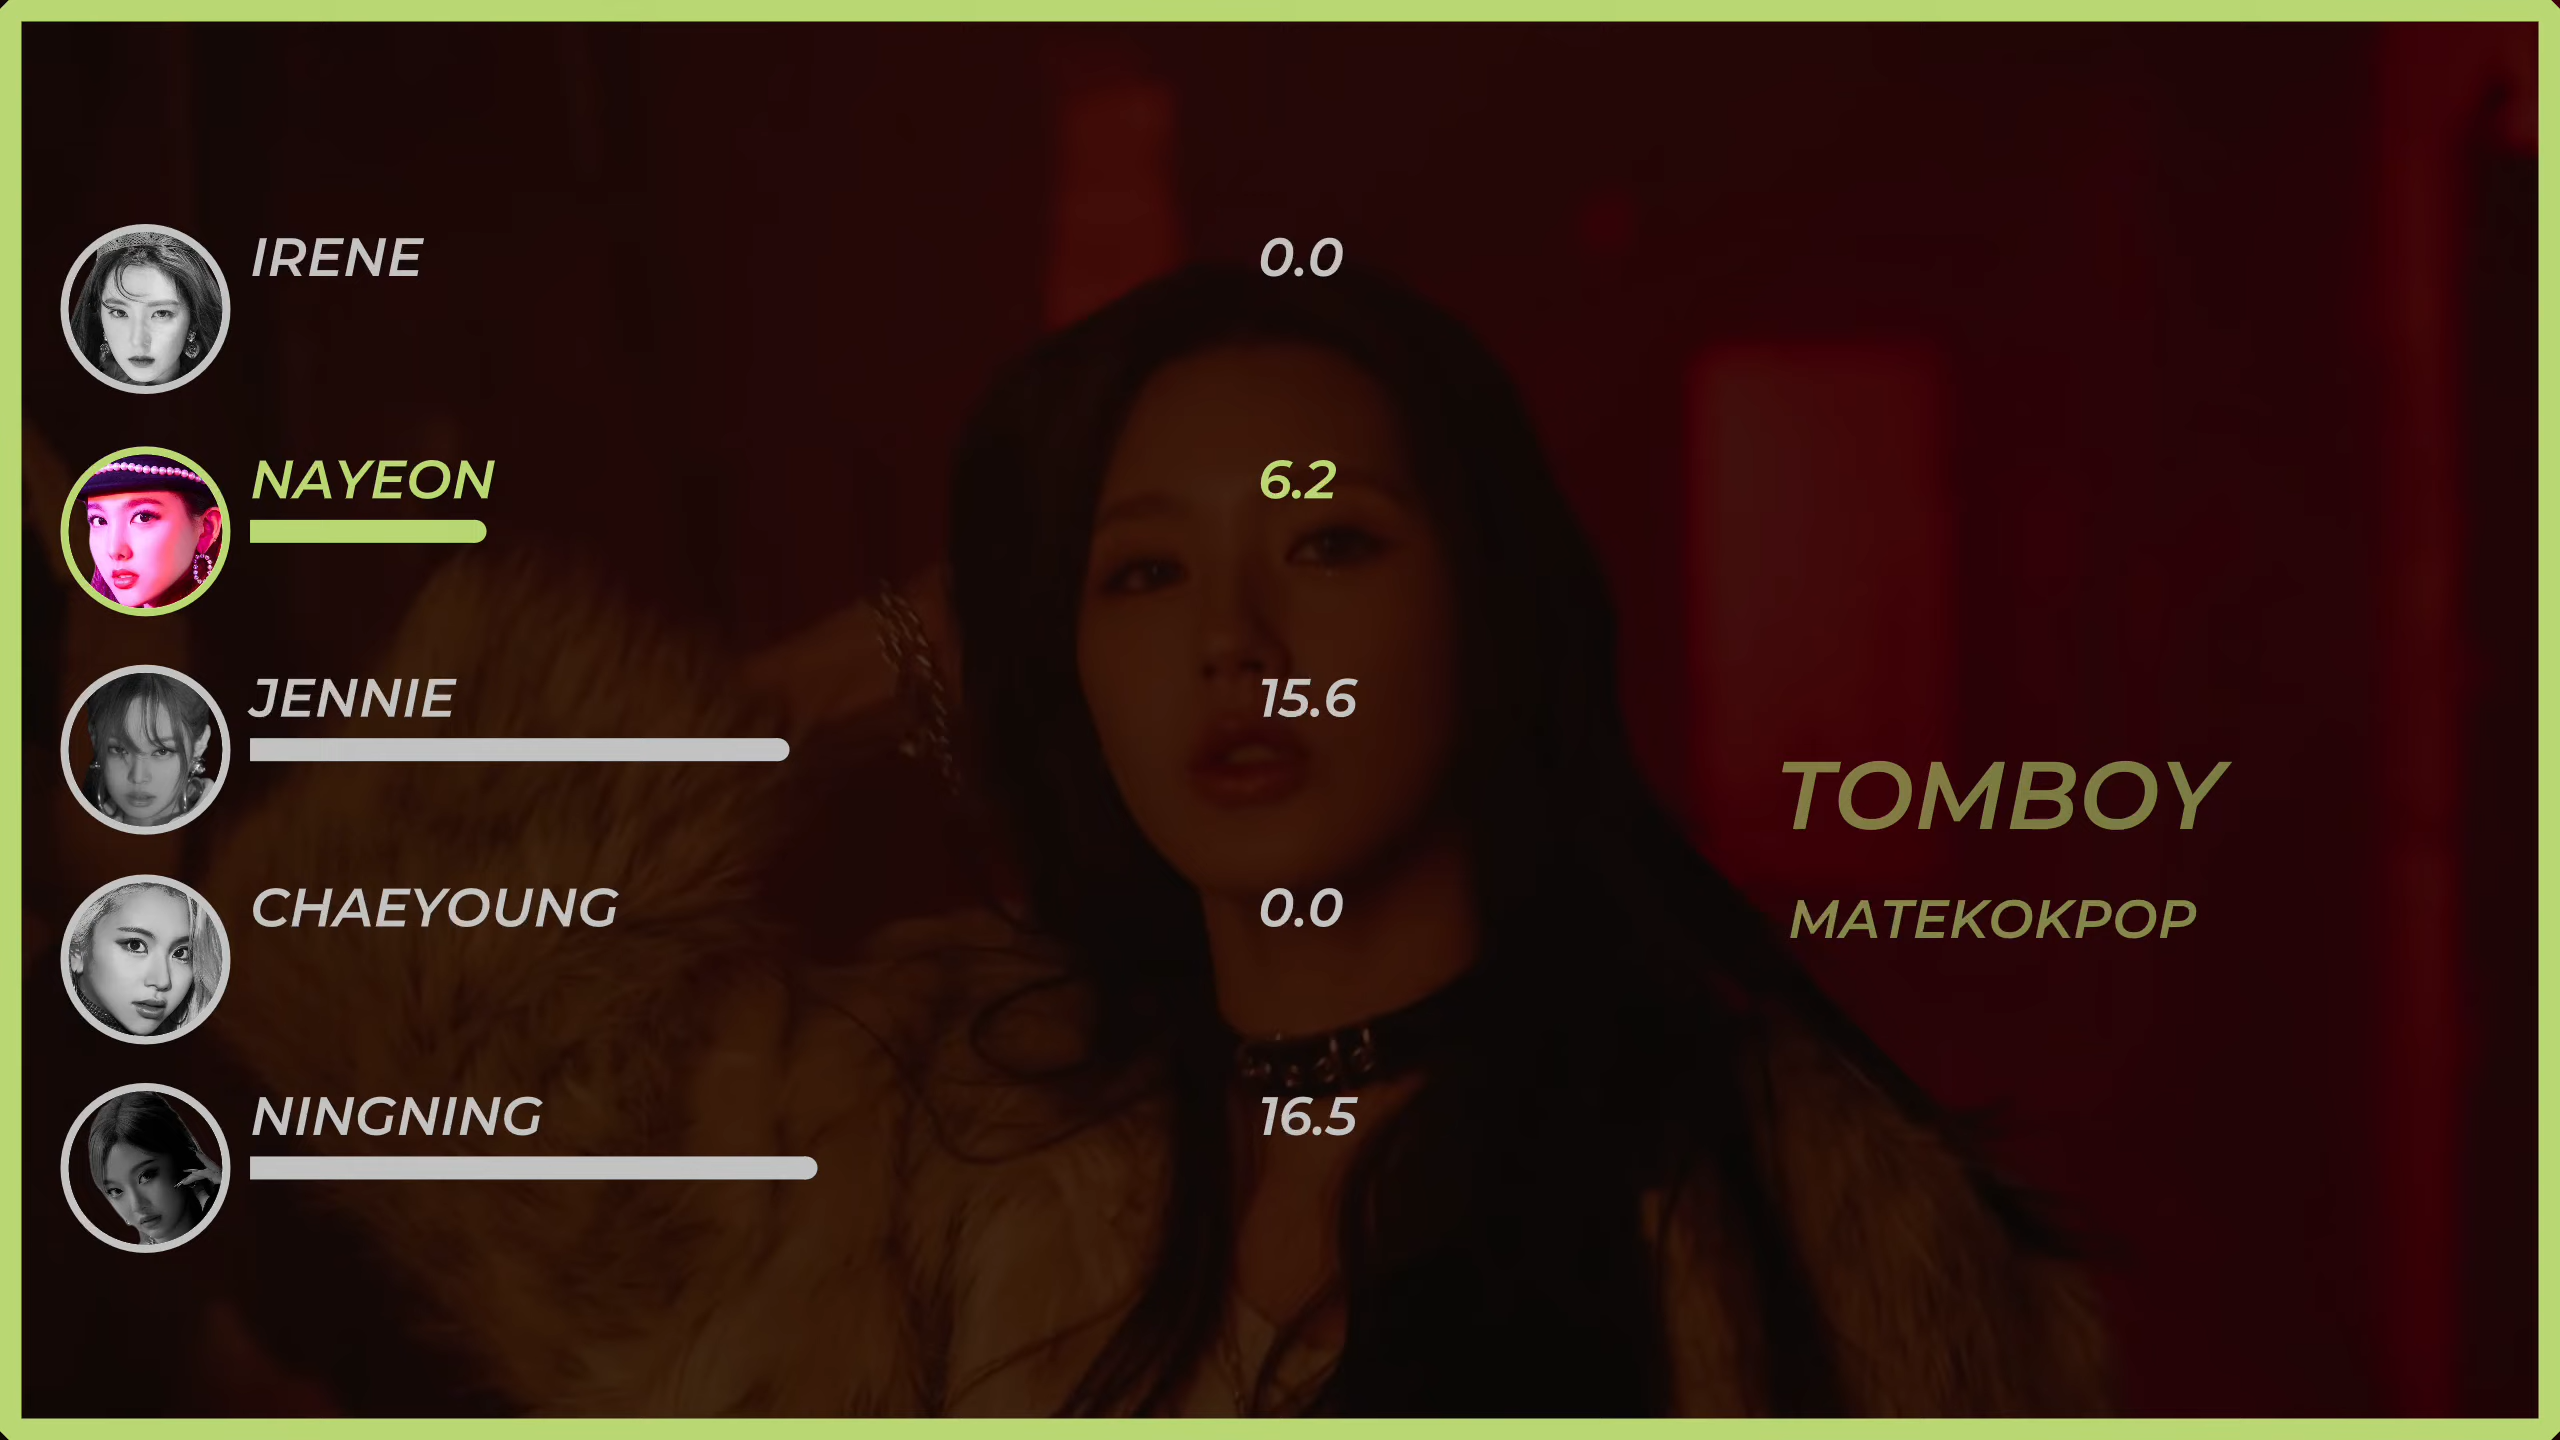 IRENE 0.0
NAYEON 6.2
JENNIE 15.6
CHAEYOUNG 0.0
NINGNING 16.5
TOMBOY
MATEKOKPOP